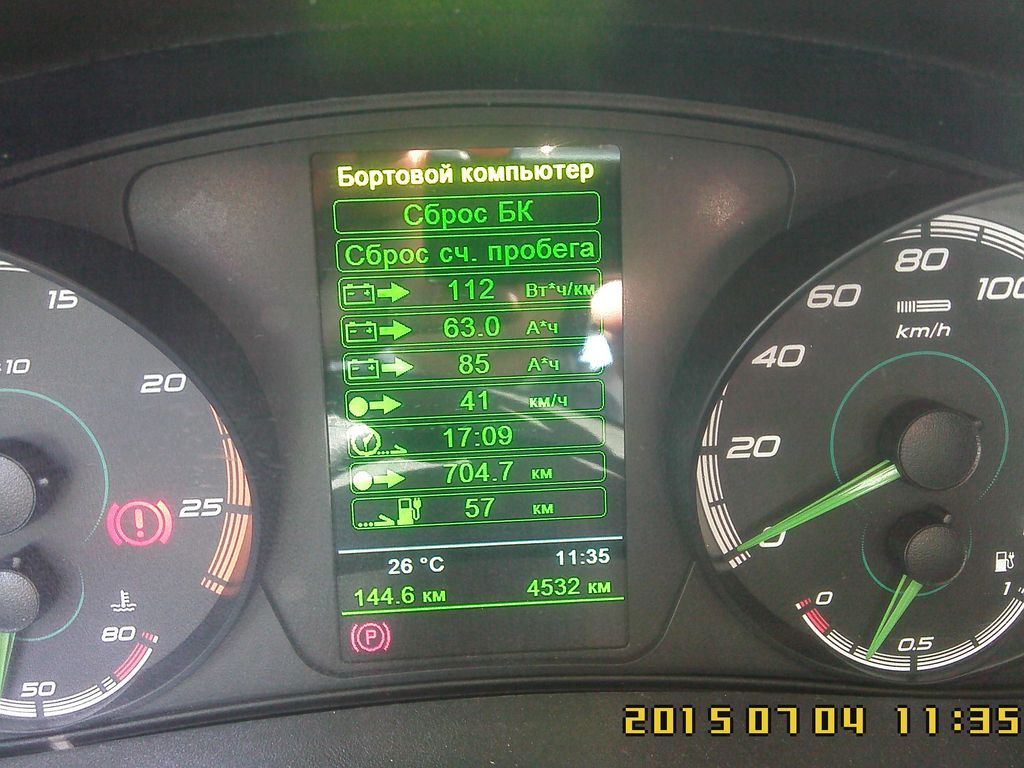 Бортовой компьютер
Сброс БК
Сброс сч. пробега
112 Вт*ч/км
63.0 А*ч
85 А*ч
41 км/ч
17:09
704.7 км
57 км
26 °C 11:35
144.6 км 4532 км
P
10
15
20
25
50
80
0
20
40
60
80
100
km/h
0
0.5
1
2015 07 04 11:35